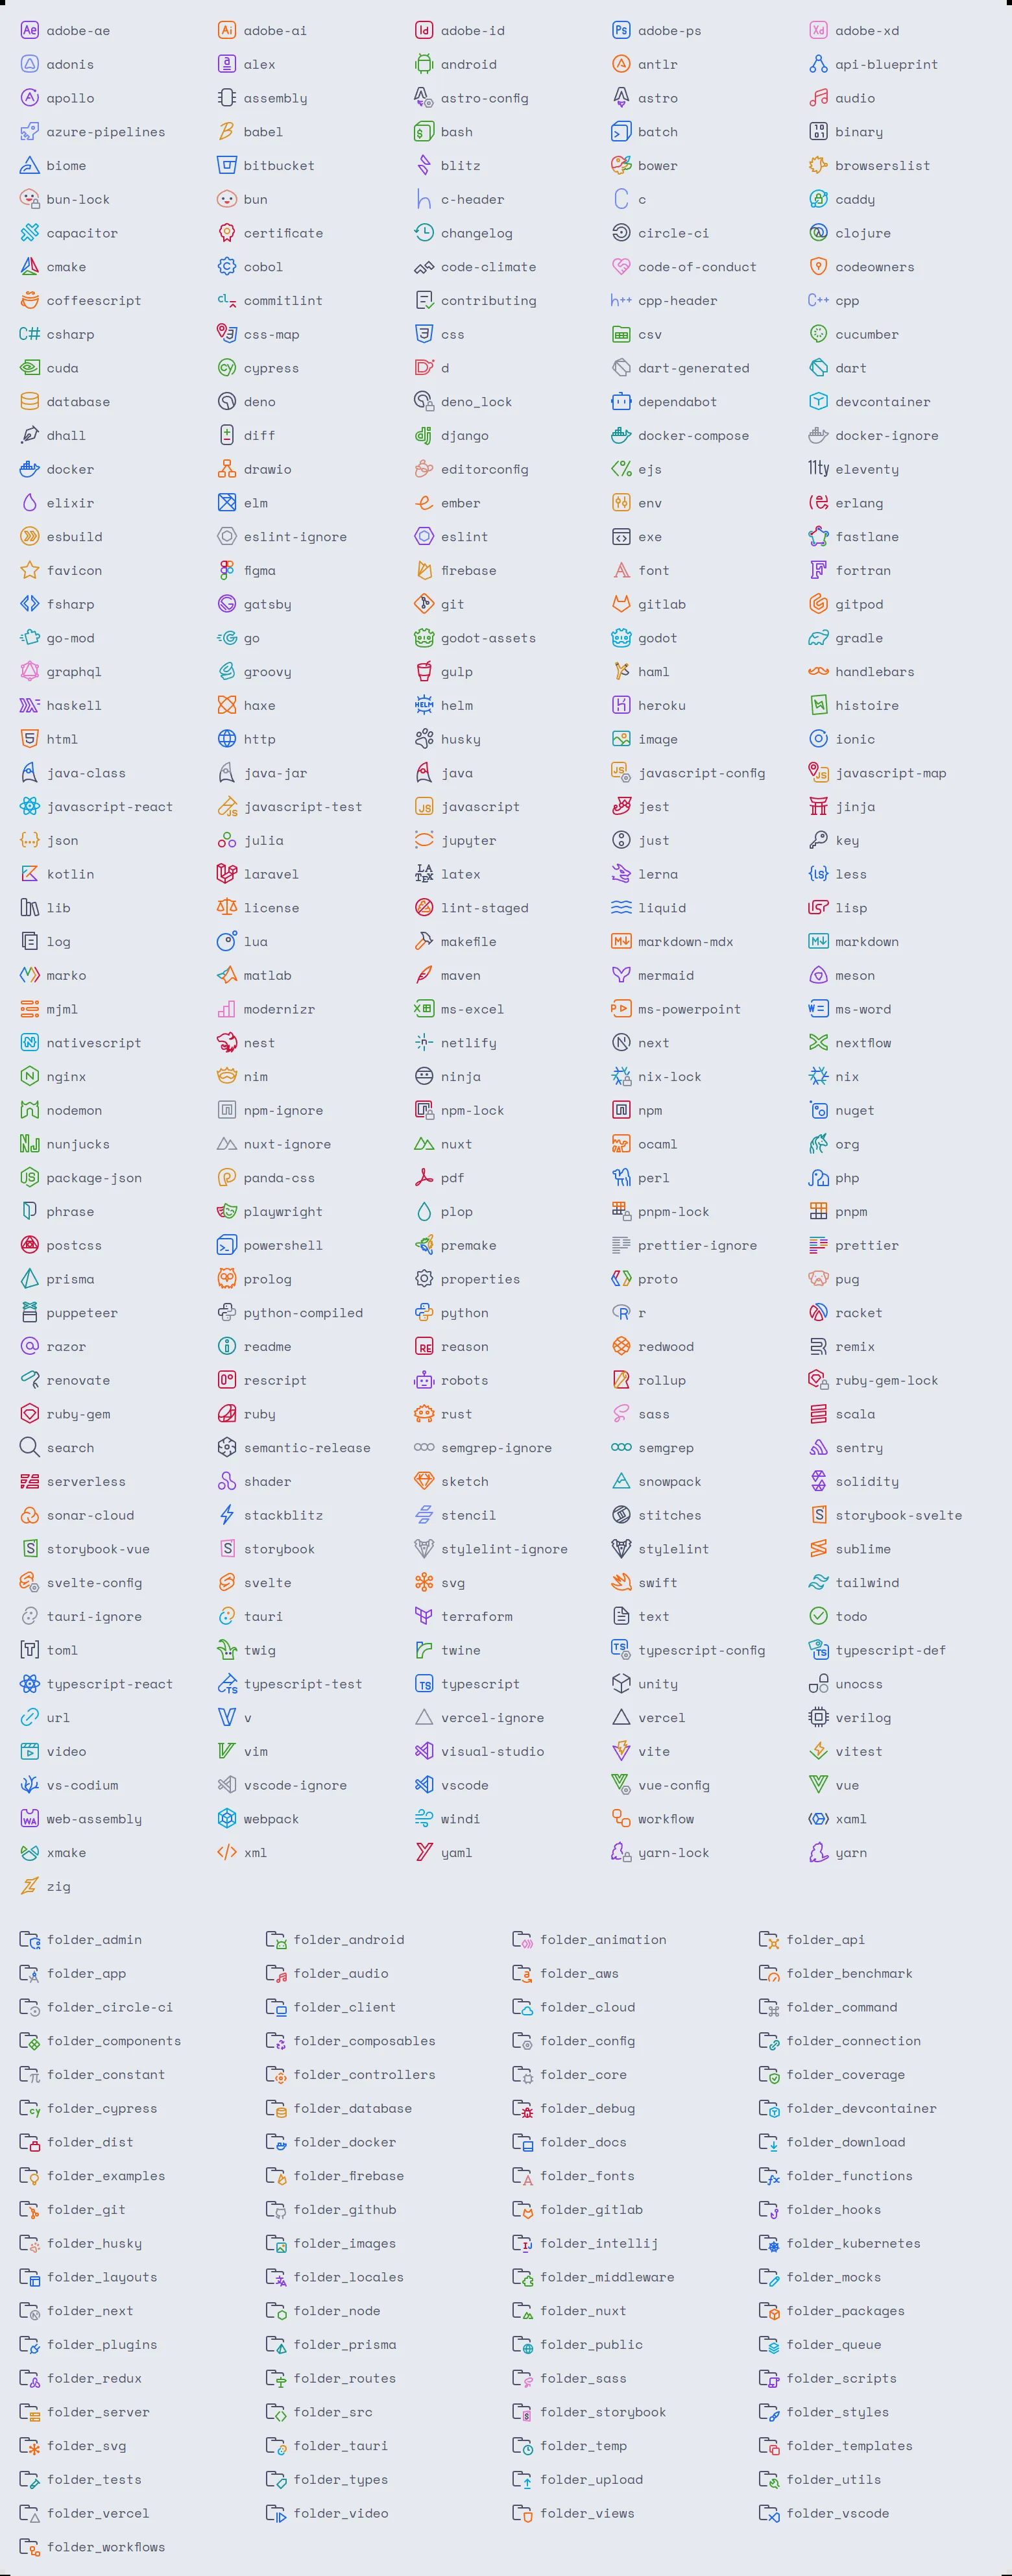 adobe-ae adobe-ai adobe-id adobe-ps adobe-xd
adonis alex android antlr api-blueprint
apollo assembly astro-config astro audio
azure-pipelines babel bash batch binary
biome bitbucket blitz bower browserslist
bun-lock bun c-header c caddy
capacitor certificate changelog circle-ci clojure
cmake cobol code-climate code-of-conduct codeowners
coffeescript commitlint contributing cpp-header cpp
csharp css-map css csv cucumber
cuda cypress d dart-generated dart
database deno deno_lock dependabot devcontainer
dhall diff django docker-compose docker-ignore
docker drawio editorconfig ejs eleventy
elixir elm ember env erlang
esbuild eslint-ignore eslint exe fastlane
favicon figma firebase font fortran
fsharp gatsby git gitlab gitpod
go-mod go godot-assets godot gradle
graphql groovy gulp haml handlebars
haskell haxe helm heroku histoire
html http husky image ionic
java-class java-jar java javascript-config javascript-map
javascript-react javascript-test javascript jest jinja
json julia jupyter just key
kotlin laravel latex lerna less
lib license lint-staged liquid lisp
log lua makefile markdown-mdx markdown
marko matlab maven mermaid meson
mjml modernizr ms-excel ms-powerpoint ms-word
nativescript nest netlify next nextflow
nginx nim ninja nix-lock nix
nodemon npm-ignore npm-lock npm nuget
nunjucks nuxt-ignore nuxt ocaml org
package-json panda-css pdf perl php
phrase playwright plop pnpm-lock pnpm
postcss powershell premake prettier-ignore prettier
prisma prolog properties proto pug
puppeteer python-compiled python r racket
razor readme reason redwood remix
renovate rescript robots rollup ruby-gem-lock
ruby-gem ruby rust sass scala
search semantic-release semgrep-ignore semgrep sentry
serverless shader sketch snowpack solidity
sonar-cloud stackblitz stencil stitches storybook-svelte
storybook-vue storybook stylelint-ignore stylelint sublime
svelte-config svelte svg swift tailwind
tauri-ignore tauri terraform text todo
toml twig twine typescript-config typescript-def
typescript-react typescript-test typescript unity unocss
url v vercel-ignore vercel verilog
video vim visual-studio vite vitest
vs-codium vscode-ignore vscode vue-config vue
web-assembly webpack windi workflow xaml
xmake xml yaml yarn-lock yarn
zig
folder_admin folder_android folder_animation folder_api
folder_app folder_audio folder_aws folder_benchmark
folder_circle-ci folder_client folder_cloud folder_command
folder_components folder_composables folder_config folder_connection
folder_constant folder_controllers folder_core folder_coverage
folder_cypress folder_database folder_debug folder_devcontainer
folder_dist folder_docker folder_docs folder_download
folder_examples folder_firebase folder_fonts folder_functions
folder_git folder_github folder_gitlab folder_hooks
folder_husky folder_images folder_intellij folder_kubernetes
folder_layouts folder_locales folder_middleware folder_mocks
folder_next folder_node folder_nuxt folder_packages
folder_plugins folder_prisma folder_public folder_queue
folder_redux folder_routes folder_sass folder_scripts
folder_server folder_src folder_storybook folder_styles
folder_svg folder_tauri folder_temp folder_templates
folder_tests folder_types folder_upload folder_utils
folder_vercel folder_video folder_views folder_vscode
folder_workflows